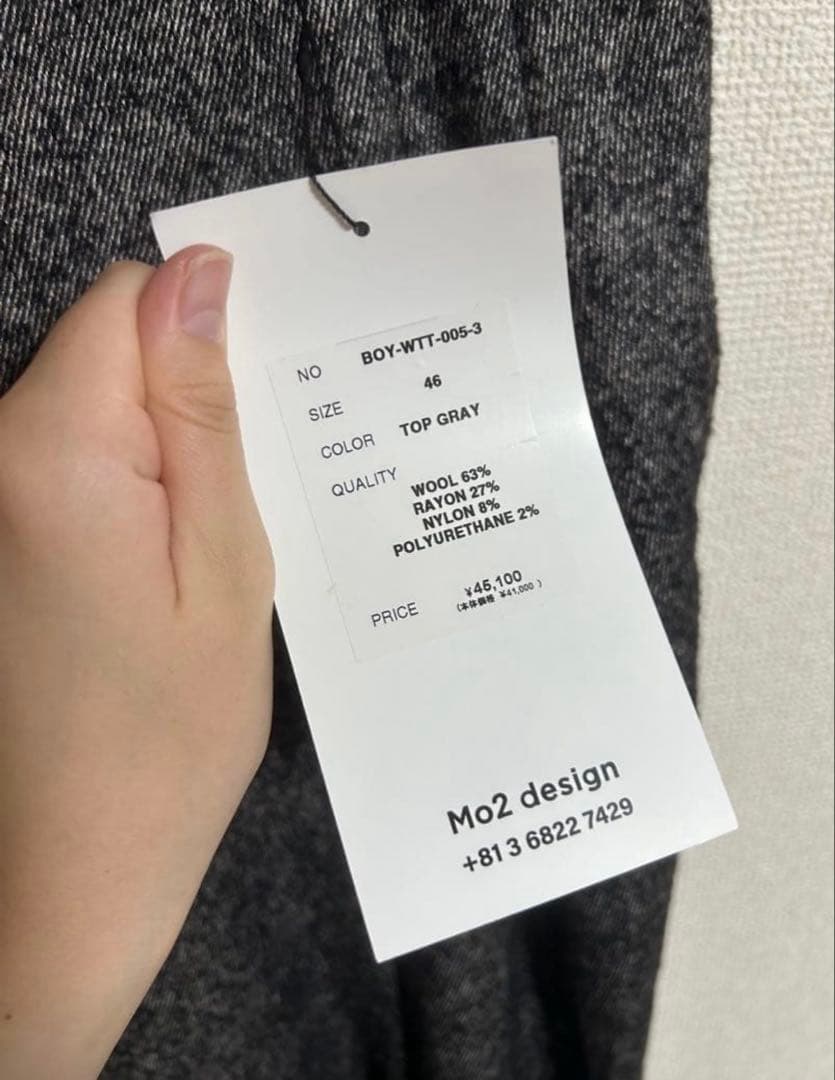 NO BOY-WTT-005-3
SIZE 46
COLOR TOP GRAY
QUALITY WOOL 63%
RAYON 27%
NYLON 8%
POLYURETHANE 2%
PRICE ¥45,100
(本体価格 ¥41,000 )
Mo2 design
+81 3 6822 7429